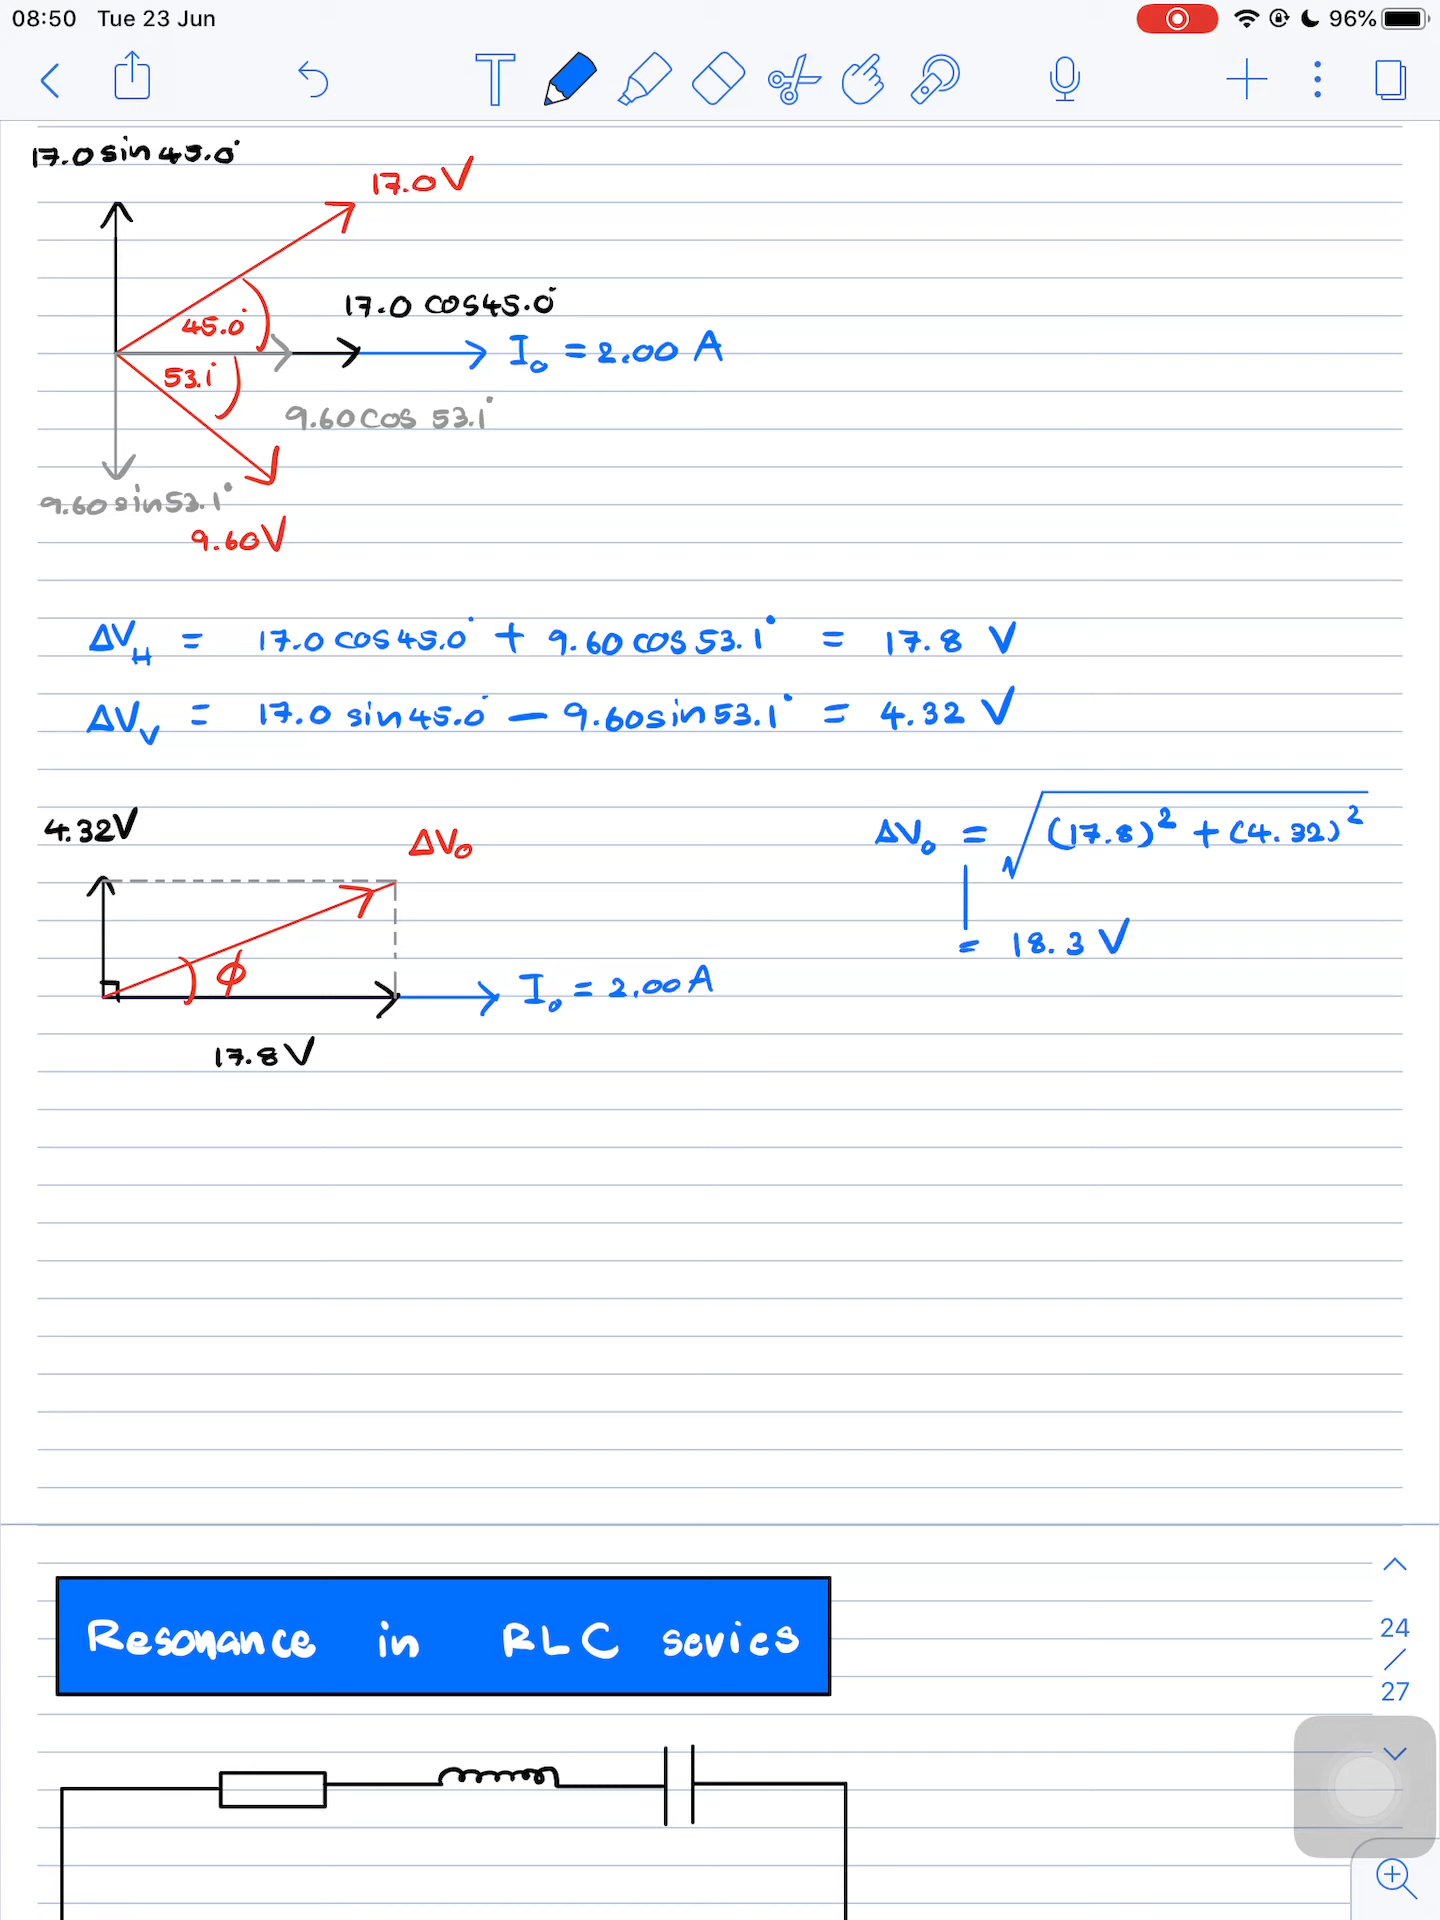 08:50 Tue 23 Jun 96%
17.0 sin 45.0°
17.0V
45.0°
17.0 cos45.0°
I₀ = 2.00 A
53.1°
9.60 cos 53.1°
9.60 sin 53.1°
9.60V
ΔV_H = 17.0 cos 45.0° + 9.60 cos 53.1° = 17.8 V
ΔV_V = 17.0 sin 45.0° − 9.60 sin 53.1° = 4.32 V
4.32V
ΔV₀
ΔV₀ = √((17.8)² + (4.32)²)
= 18.3 V
ϕ
I₀ = 2.00 A
17.8 V
Resonance in RLC series
24
/
27